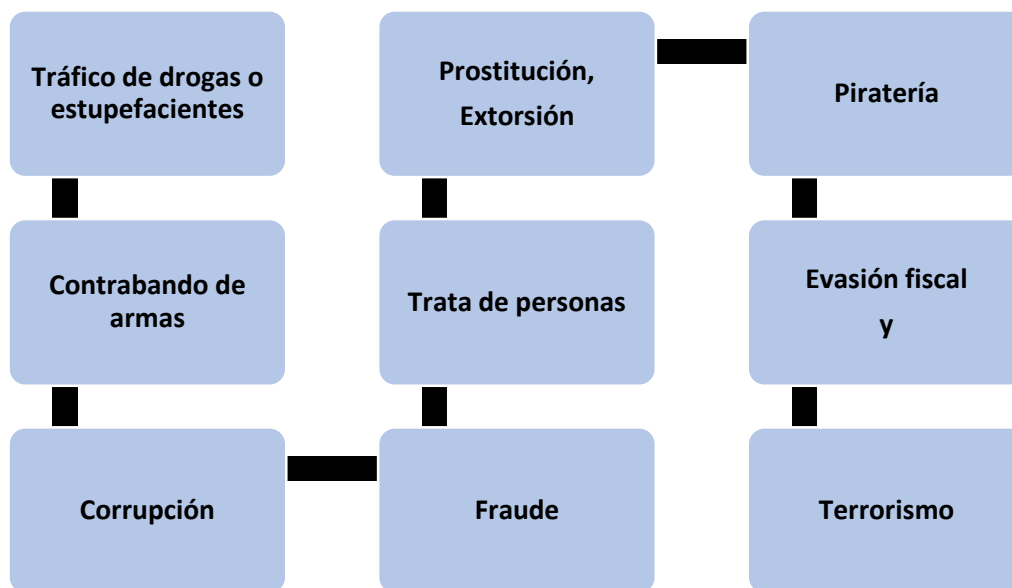 Tráfico de drogas o
estupefacientes
Contrabando de
armas
Corrupción
Fraude
Trata de personas
Prostitución,
Extorsión
Piratería
Evasión fiscal
y
Terrorismo